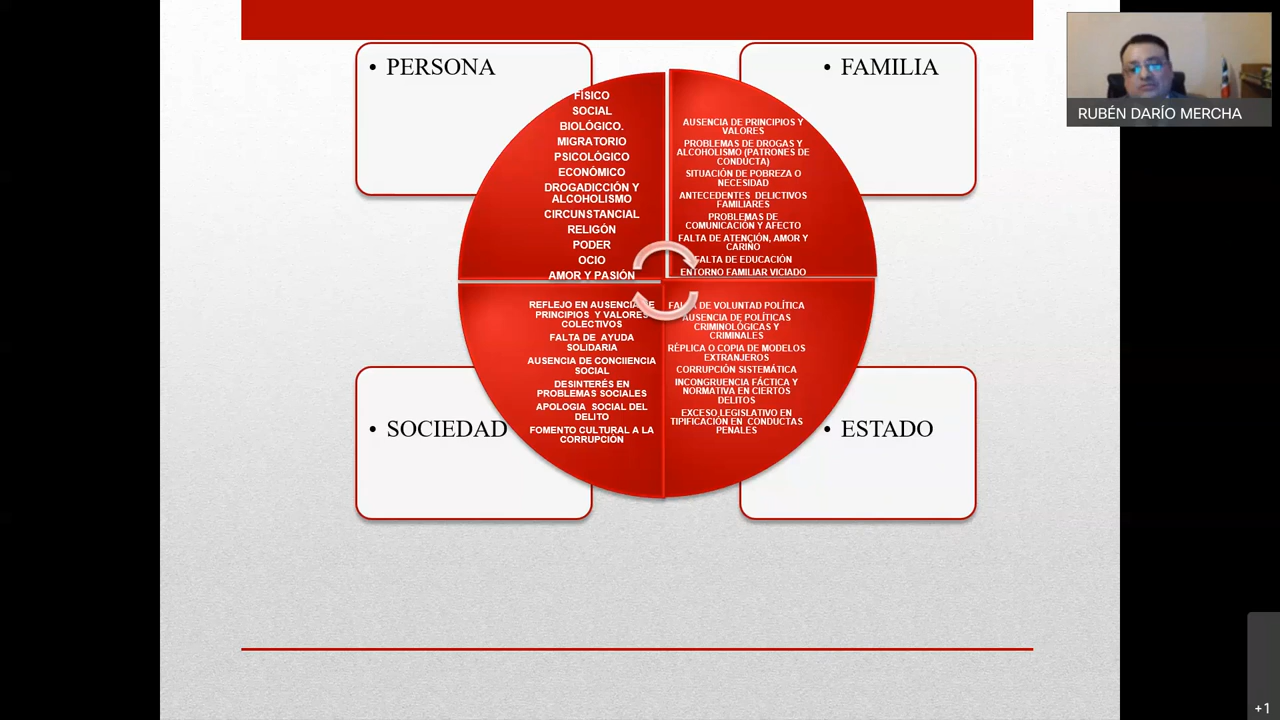 • PERSONA
FÍSICO
SOCIAL
BIOLÓGICO.
MIGRATORIO
PSICOLÓGICO
ECONÓMICO
DROGADICCIÓN Y
ALCOHOLISMO
CIRCUNSTANCIAL
RELIGÓN
PODER
OCIO
AMOR Y PASIÓN
• FAMILIA
AUSENCIA DE PRINCIPIOS Y
VALORES
PROBLEMAS DE DROGAS Y
ALCOHOLISMO (PATRONES DE
CONDUCTA)
SITUACIÓN DE POBREZA O
NECESIDAD
ANTECEDENTES DELICTIVOS
FAMILIARES
PROBLEMAS DE
COMUNICACIÓN Y AFECTO
FALTA DE ATENCIÓN, AMOR Y
CARIÑO
FALTA DE EDUCACIÓN
ENTORNO FAMILIAR VICIADO
• SOCIEDAD
REFLEJO EN AUSENCIA DE
PRINCIPIOS Y VALORES
COLECTIVOS
FALTA DE AYUDA
SOLIDARIA
AUSENCIA DE CONCIIENCIA
SOCIAL
DESINTERÉS EN
PROBLEMAS SOCIALES
APOLOGIA SOCIAL DEL
DELITO
FOMENTO CULTURAL A LA
CORRUPCIÓN
• ESTADO
FALTA DE VOLUNTAD POLÍTICA
AUSENCIA DE POLÍTICAS
CRIMINOLÓGICAS Y
CRIMINALES
RÉPLICA O COPIA DE MODELOS
EXTRANJEROS
CORRUPCIÓN SISTEMÁTICA
INCONGRUENCIA FÁCTICA Y
NORMATIVA EN CIERTOS
DELITOS
EXCESO LEGISLATIVO EN
TIPIFICACIÓN EN CONDUCTAS
PENALES
RUBÉN DARÍO MERCHA
+1